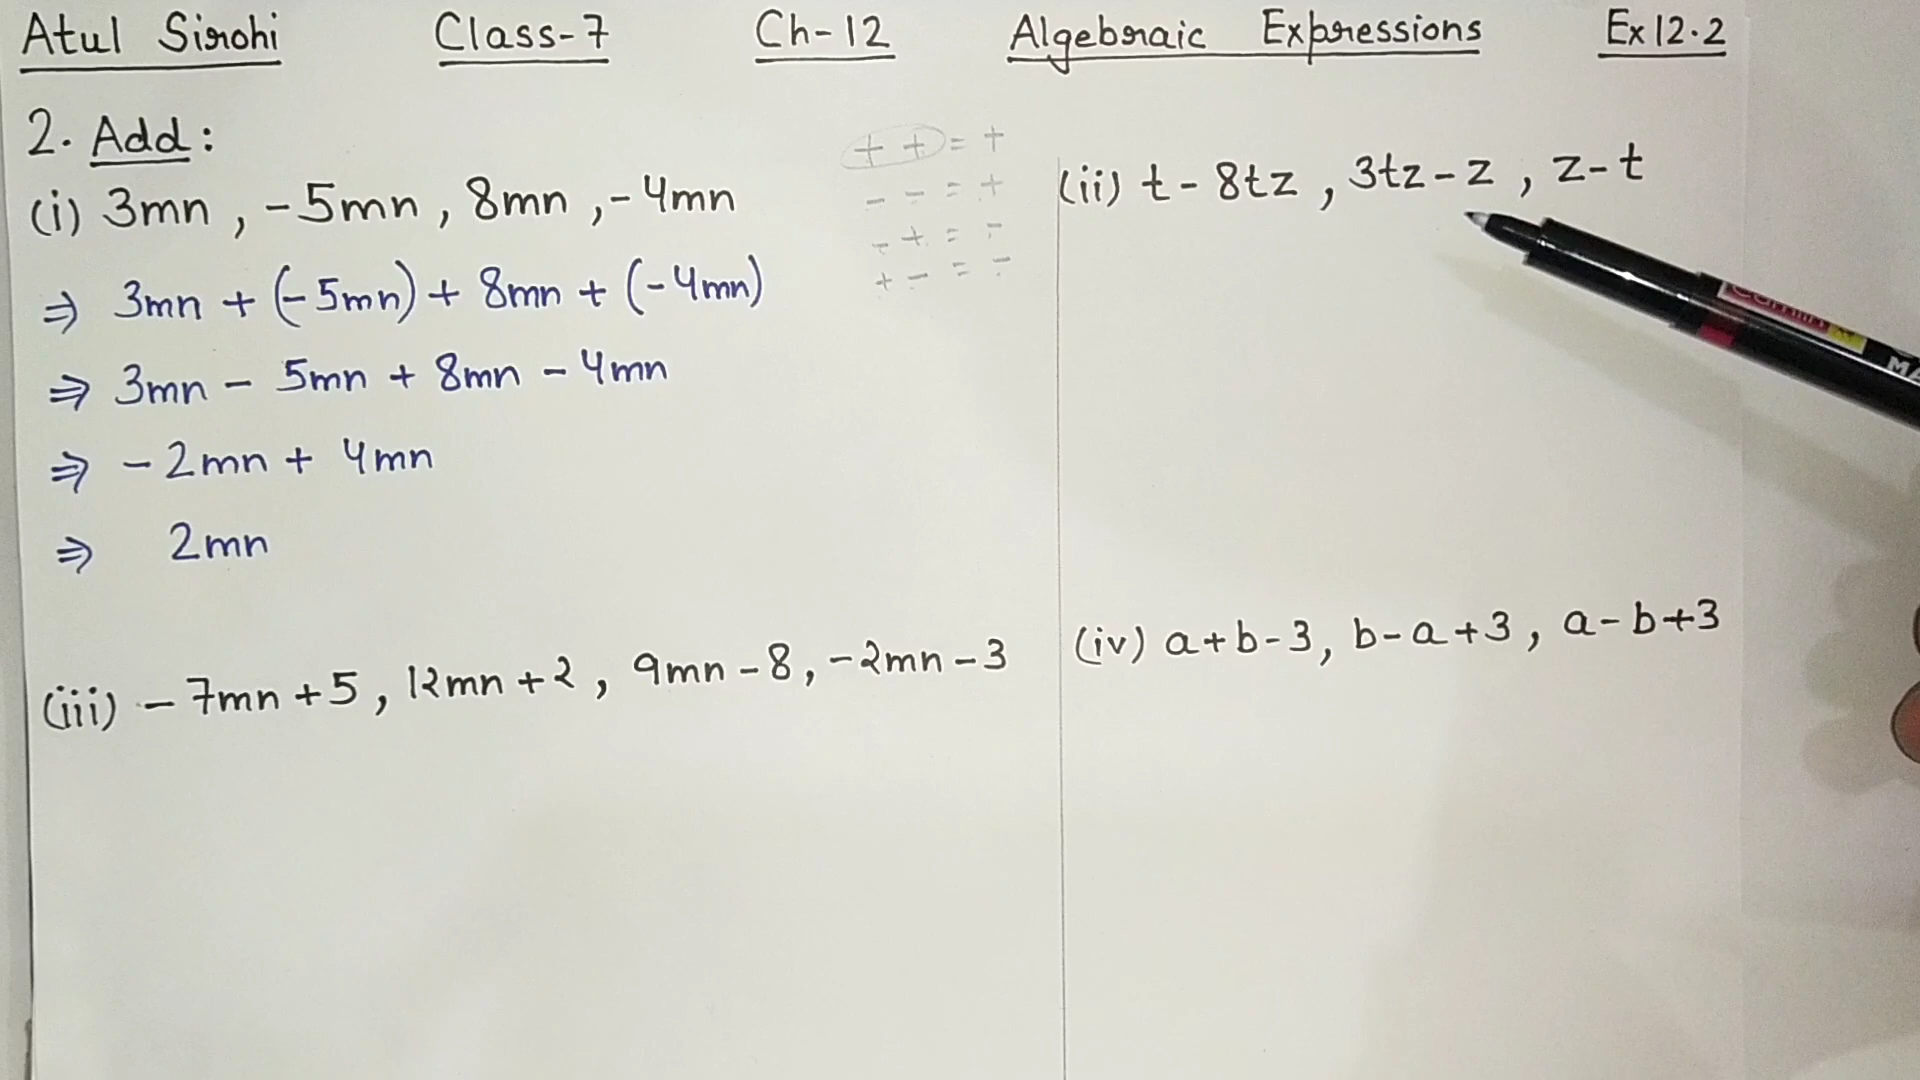 Atul Sirohi Class-7 Ch-12 Algebraic Expressions Ex 12.2
2. Add:
(i) 3mn, -5mn, 8mn, -4mn
⇒ 3mn + (-5mn) + 8mn + (-4mn)
⇒ 3mn - 5mn + 8mn - 4mn
⇒ -2mn + 4mn
⇒ 2mn
+ + = +
- - = +
- + = -
+ - = -
(ii) t - 8tz, 3tz - z, z - t
(iii) -7mn + 5, 12mn + 2, 9mn - 8, -2mn - 3
(iv) a + b - 3, b - a + 3, a - b + 3